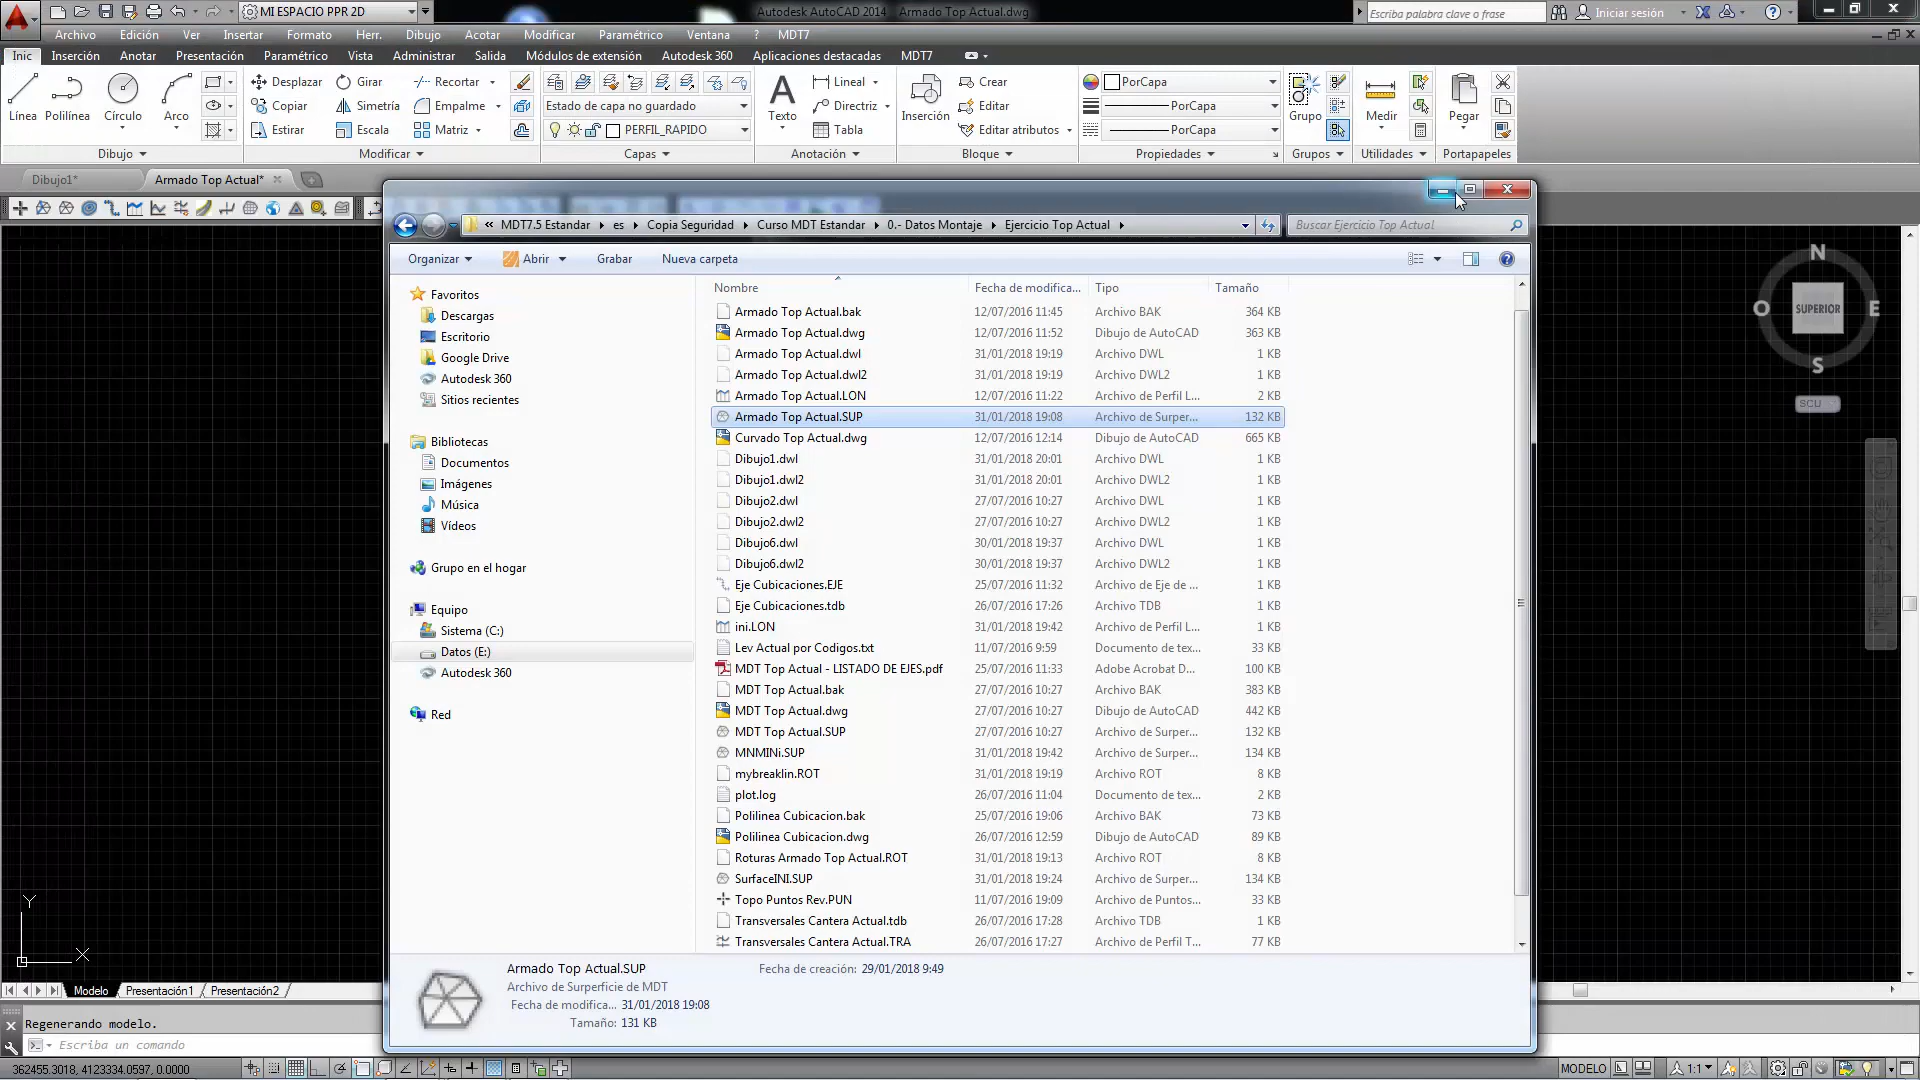 MI ESPACIO PPR 2D
Autodesk AutoCAD 2014 Armado Top Actual.dwg
Escriba palabra clave o frase
Iniciar sesión
Archivo Edición Ver Insertar Formato Herr. Dibujo Acotar Modificar Paramétrico Ventana ? MDT7
Inic Inserción Anotar Presentación Paramétrico Vista Administrar Salida Módulos de extensión Autodesk 360 Aplicaciones destacadas MDT7
Desplazar Girar Recortar Lineal Crear PorCapa
Copiar Simetría Empalme Estado de capa no guardado Directriz Editar PorCapa
Línea Polilínea Círculo Arco Texto Inserción Grupo Medir Pegar
Estirar Escala Matriz PERFIL_RAPIDO Tabla Editar atributos PorCapa
Dibujo Modificar Capas Anotación Bloque Propiedades Grupos Utilidades Portapapeles
Dibujo1* Armado Top Actual*
« MDT7.5 Estandar es Copia Seguridad Curso MDT Estandar 0.- Datos Montaje Ejercicio Top Actual
Buscar Ejercicio Top Actual
Organizar Abrir Grabar Nueva carpeta
Favoritos
Descargas
Escritorio
Google Drive
Autodesk 360
Sitios recientes
Bibliotecas
Documentos
Imágenes
Música
Vídeos
Grupo en el hogar
Equipo
Sistema (C:)
Datos (E:)
Autodesk 360
Red
Nombre Fecha de modifica... Tipo Tamaño
Armado Top Actual.bak 12/07/2016 11:45 Archivo BAK 364 KB
Armado Top Actual.dwg 12/07/2016 11:52 Dibujo de AutoCAD 363 KB
Armado Top Actual.dwl 31/01/2018 19:19 Archivo DWL 1 KB
Armado Top Actual.dwl2 31/01/2018 19:19 Archivo DWL2 1 KB
Armado Top Actual.LON 12/07/2016 11:22 Archivo de Perfil L... 2 KB
Armado Top Actual.SUP 31/01/2018 19:08 Archivo de Surper... 132 KB
Curvado Top Actual.dwg 12/07/2016 12:14 Dibujo de AutoCAD 665 KB
Dibujo1.dwl 31/01/2018 20:01 Archivo DWL 1 KB
Dibujo1.dwl2 31/01/2018 20:01 Archivo DWL2 1 KB
Dibujo2.dwl 27/07/2016 10:27 Archivo DWL 1 KB
Dibujo2.dwl2 27/07/2016 10:27 Archivo DWL2 1 KB
Dibujo6.dwl 30/01/2018 19:37 Archivo DWL 1 KB
Dibujo6.dwl2 30/01/2018 19:37 Archivo DWL2 1 KB
Eje Cubicaciones.EJE 25/07/2016 11:32 Archivo de Eje de ... 1 KB
Eje Cubicaciones.tdb 26/07/2016 17:26 Archivo TDB 1 KB
ini.LON 31/01/2018 19:42 Archivo de Perfil L... 1 KB
Lev Actual por Codigos.txt 11/07/2016 9:59 Documento de tex... 33 KB
MDT Top Actual - LISTADO DE EJES.pdf 25/07/2016 11:33 Adobe Acrobat D... 100 KB
MDT Top Actual.bak 27/07/2016 10:27 Archivo BAK 383 KB
MDT Top Actual.dwg 27/07/2016 10:27 Dibujo de AutoCAD 442 KB
MDT Top Actual.SUP 27/07/2016 10:27 Archivo de Surper... 132 KB
MNMINi.SUP 31/01/2018 19:42 Archivo de Surper... 134 KB
mybreaklin.ROT 31/01/2018 19:19 Archivo ROT 8 KB
plot.log 26/07/2016 11:04 Documento de tex... 2 KB
Polilinea Cubicacion.bak 25/07/2016 19:06 Archivo BAK 73 KB
Polilinea Cubicacion.dwg 26/07/2016 12:59 Dibujo de AutoCAD 89 KB
Roturas Armado Top Actual.ROT 31/01/2018 19:13 Archivo ROT 8 KB
SurfaceINI.SUP 31/01/2018 19:24 Archivo de Surper... 134 KB
Topo Puntos Rev.PUN 11/07/2016 19:09 Archivo de Puntos... 33 KB
Transversales Cantera Actual.tdb 26/07/2016 17:28 Archivo TDB 1 KB
Transversales Cantera Actual.TRA 26/07/2016 17:27 Archivo de Perfil T... 77 KB
Armado Top Actual.SUP Fecha de creación: 29/01/2018 9:49
Archivo de Surperficie de MDT
Fecha de modifica... 31/01/2018 19:08
Tamaño: 131 KB
N
O SUPERIOR E
S
SCU
Y
X
Modelo Presentación1 Presentación2
Regenerando modelo.
Escriba un comando
362455.3018, 4123334.0597, 0.0000
MODELO 1:1